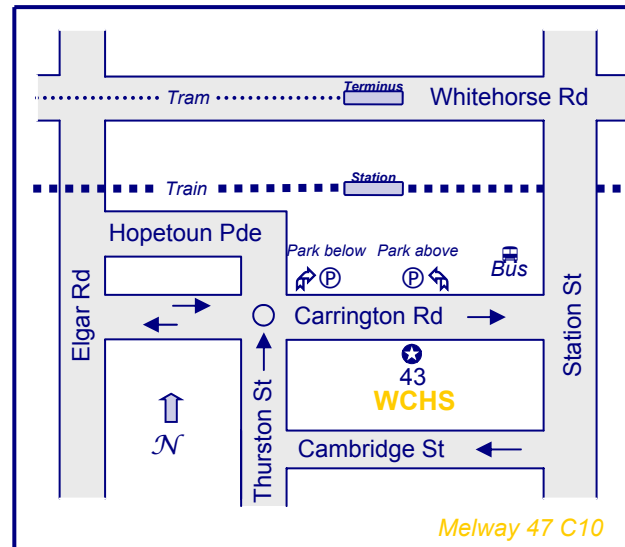 Terminus
Tram
Whitehorse Rd
Station
Train
Hopetoun Pde
Park below
Park above
Bus
P
P
Elgar Rd
Carrington Rd
Station St
43
WCHS
Thurston St
N
Cambridge St
Melway 47 C10